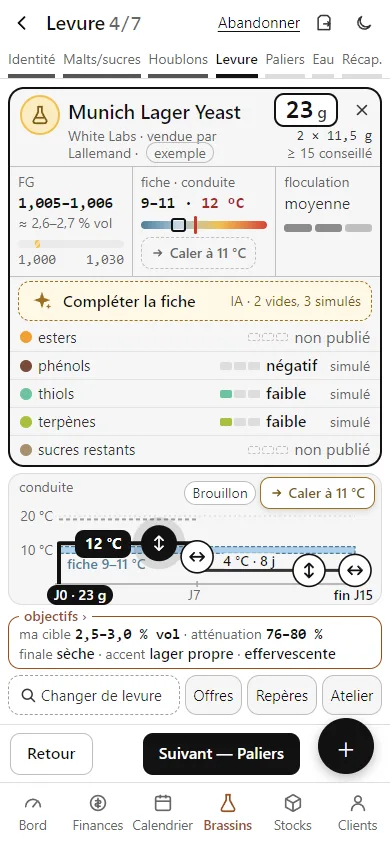 Levure 4/7 Abandonner
Identité Malts/sucres Houblons Levure Paliers Eau Récap.
Munich Lager Yeast 23 g
White Labs · vendue par 2 x 11,5 g
Lallemand · exemple ≥ 15 conseillé
FG fiche · conduite floculation
1,005–1,006 9–11 · 12 °C moyenne
≈ 2,6–2,7 % vol
→ Caler à 11 °C
1,000 1,030
Compléter la fiche IA · 2 vides, 3 simulés
esters non publié
phénols négatif simulé
thiols faible simulé
terpènes faible simulé
sucres restants non publié
conduite Brouillon → Caler à 11 °C
20 °C
10 °C 12 °C
fiche 9–11 °C 4 °C · 8 j
J0 · 23 g J7 fin J15
objectifs ›
ma cible 2,5–3,0 % vol · atténuation 76–80 %
finale sèche · accent lager propre · effervescente
Changer de levure Offres Repères Atelier
Retour Suivant — Paliers +
Bord Finances Calendrier Brassins Stocks Clients